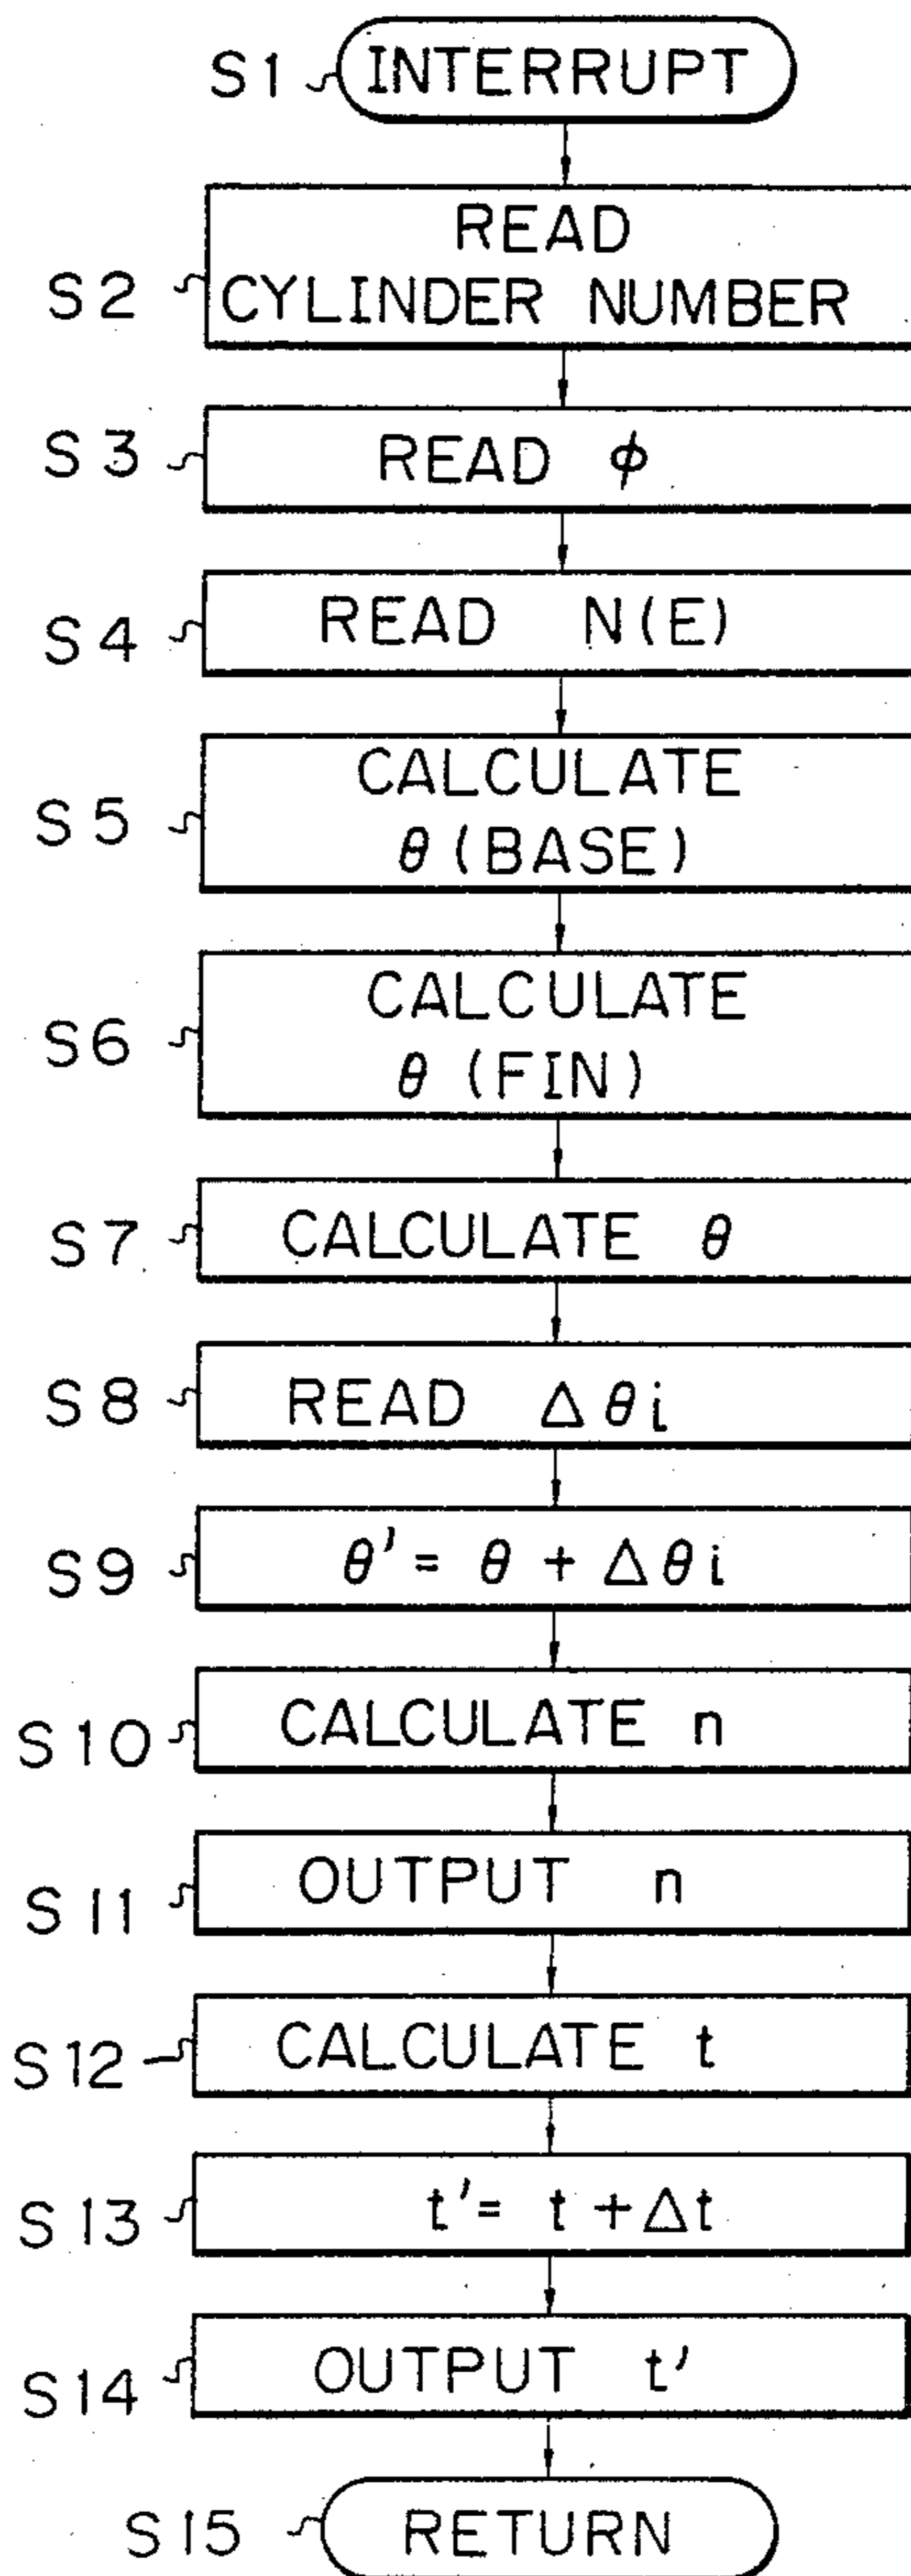 S1 INTERRUPT
READ
S2 CYLINDER NUMBER
S3 READ φ
S4 READ N(E)
CALCULATE
S5 θ (BASE)
CALCULATE
S6 θ (FIN)
S7 CALCULATE θ
S8 READ Δθi
S9 θ' = θ + Δθi
S10 CALCULATE n
S11 OUTPUT n
S12 CALCULATE t
S13 t' = t + Δt
S14 OUTPUT t'
S15 RETURN